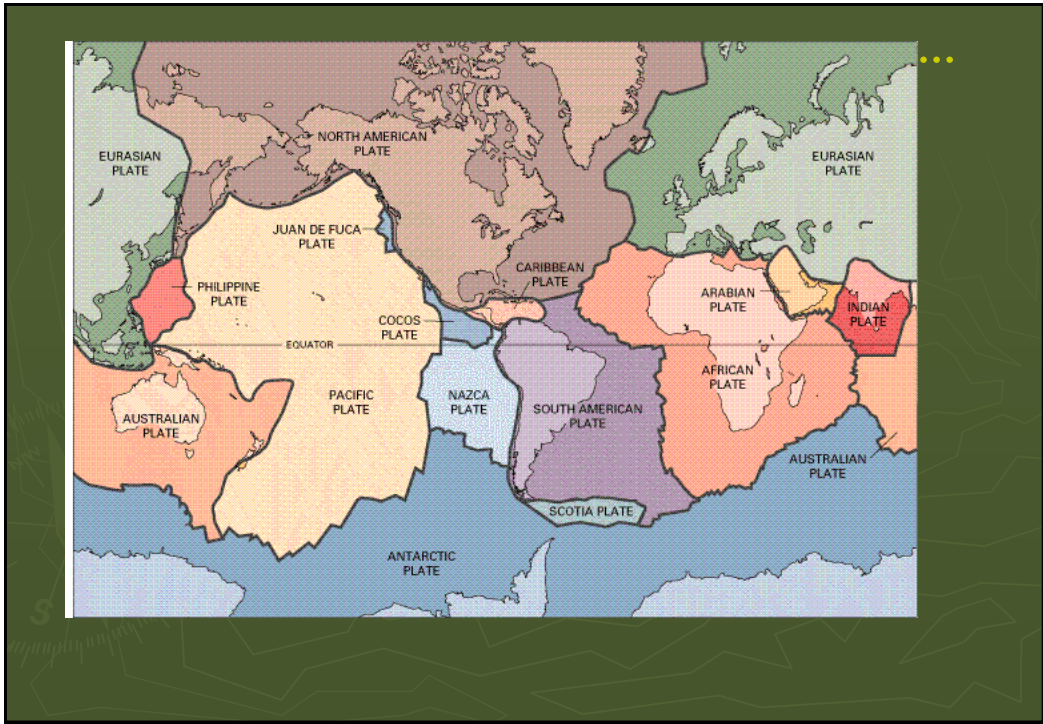 ...
NORTH AMERICAN
PLATE
EURASIAN
PLATE
EURASIAN
PLATE
JUAN DE FUCA
PLATE
CARIBBEAN
PLATE
PHILIPPINE
PLATE
ARABIAN
PLATE
INDIAN
PLATE
COCOS
PLATE
EQUATOR
AFRICAN
PLATE
PACIFIC
PLATE
NAZCA
PLATE
SOUTH AMERICAN
PLATE
AUSTRALIAN
PLATE
AUSTRALIAN
PLATE
SCOTIA PLATE
ANTARCTIC
PLATE
S